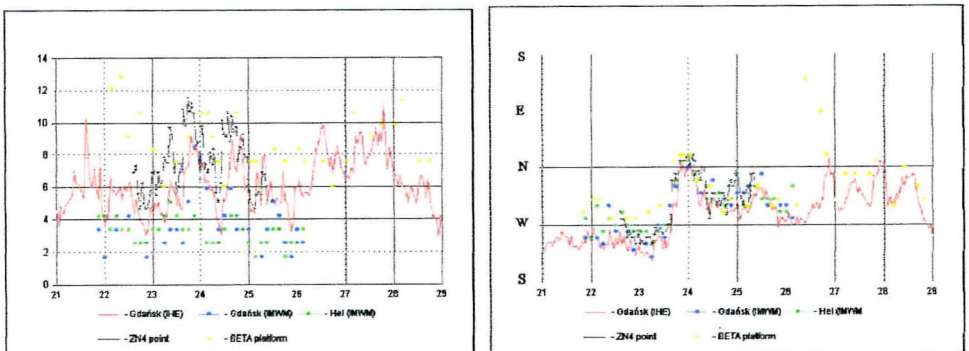 14
12
10
8
6
4
2
0
21 22 23 24 25 26 27 28 29
- Gdańsk (IHE) - Gdańsk (IMWM) - Hel (IMWM)
- ZN4 point - BETA platform
S
E
N
W
S
21 22 23 24 25 26 27 28 29
- Gdańsk (IHE) - Gdańsk (IMWM) - Hel (IMWM
- ZN4 point - BETA platform